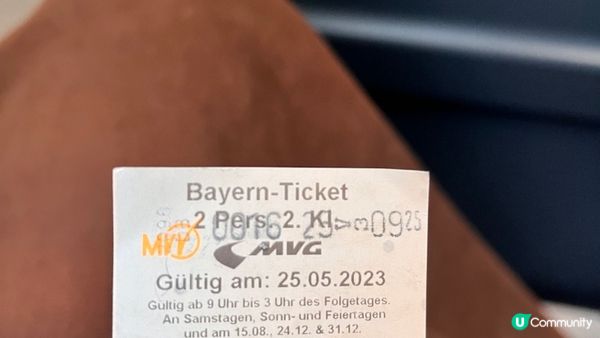 Bayern-Ticket
2 Pers. 2. Kl.
MVV MVG
Gültig am: 25.05.2023
Gültig ab 9 Uhr bis 3 Uhr des Folgetages.
An Samstagen, Sonn- und Feiertagen
und am 15.08., 24.12. & 31.12.
U Community